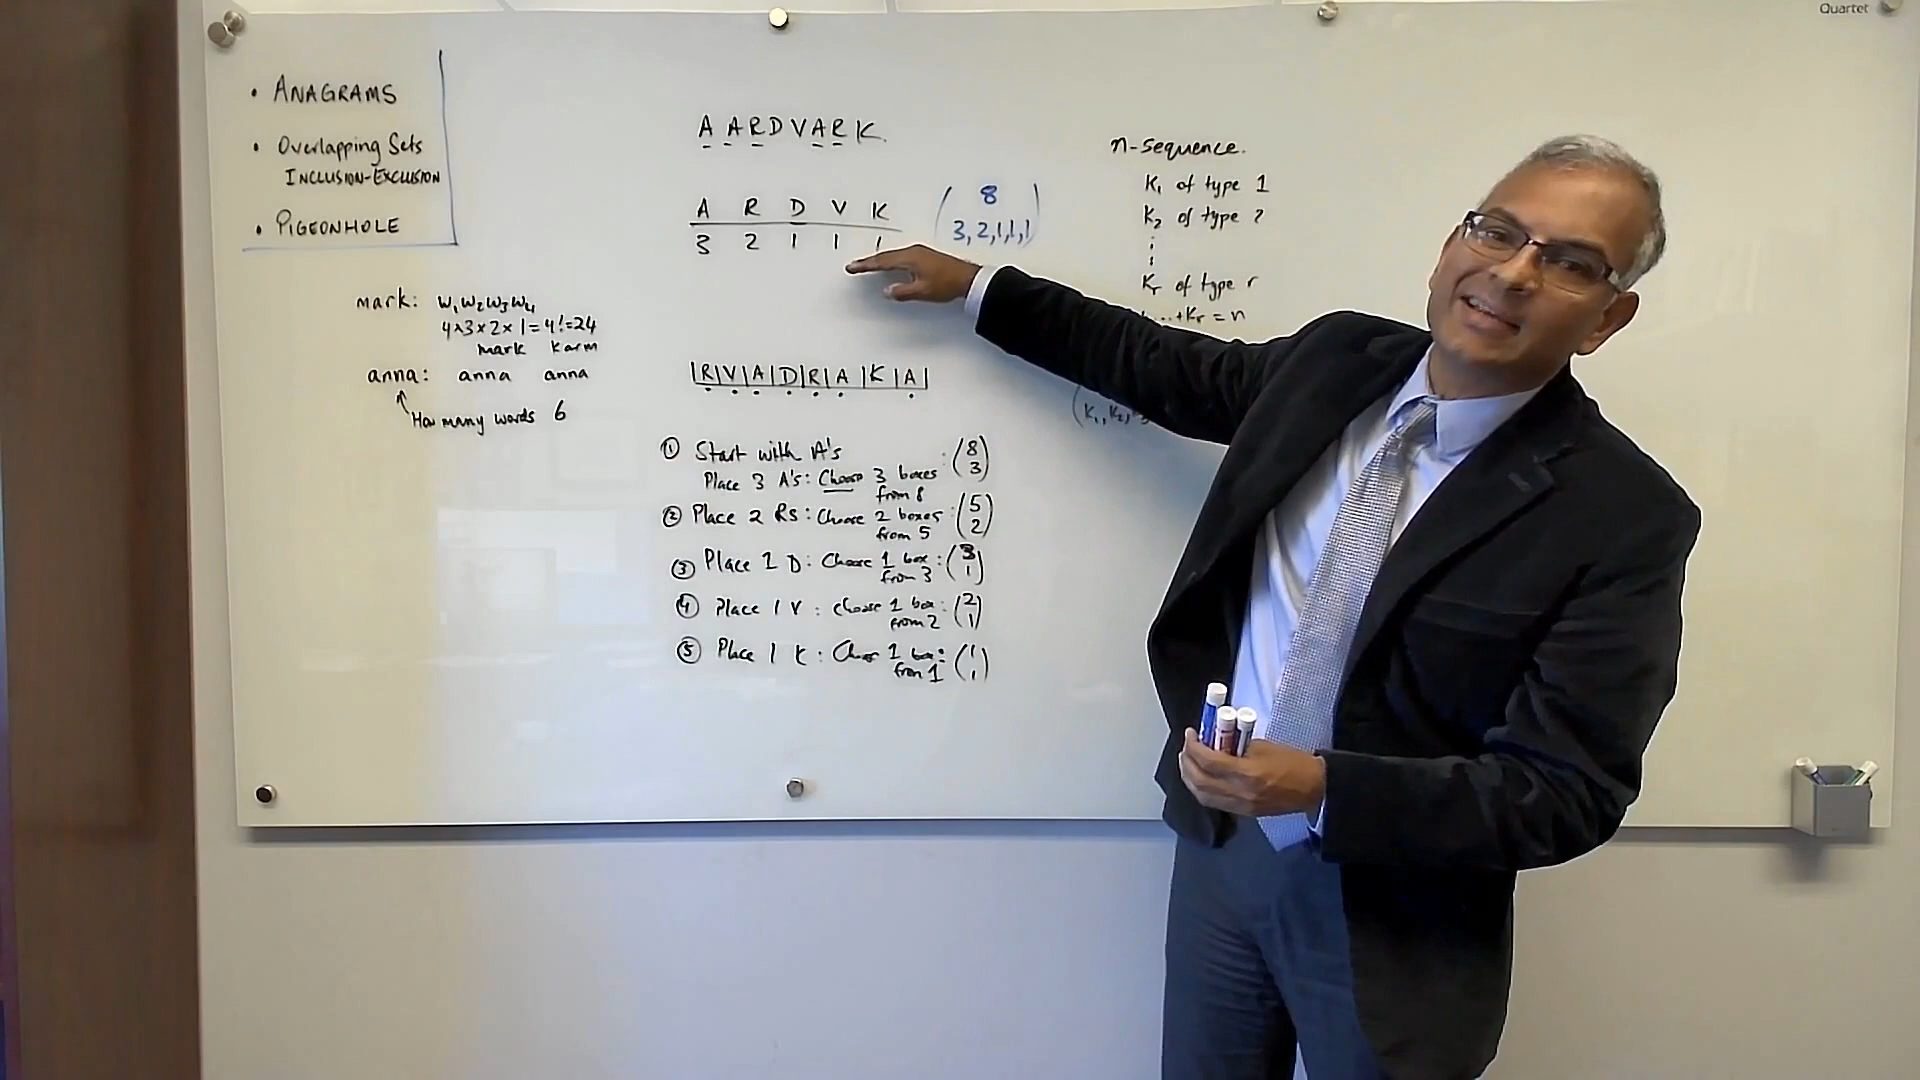 Quartet
• ANAGRAMS
• Overlapping Sets
INCLUSION-EXCLUSION
• PIGEONHOLE
mark: w₁w₂w₃w₄
4×3×2×1=4!=24
mark karm
anna: anna anna
How many words 6
AARDVARK.
A R D V K
3 2 1 1 1
(8
3,2,1,1,1)
|R|V|A|D|R|A|K|A|
① Start with A's
Place 3 A's: Choose 3 boxes from 8 : (8 3)
② Place 2 Rs: Choose 2 boxes from 5 : (5 2)
③ Place 1 D: Choose 1 box from 3 : (3 1)
④ Place 1 V: choose 1 box from 2 : (2 1)
⑤ Place 1 K: Choose 1 box from 1 : (1 1)
n-sequence.
K₁ of type 1
K₂ of type 2
⋮
Kᵣ of type r
...+Kᵣ = n
(K₁, K₂,